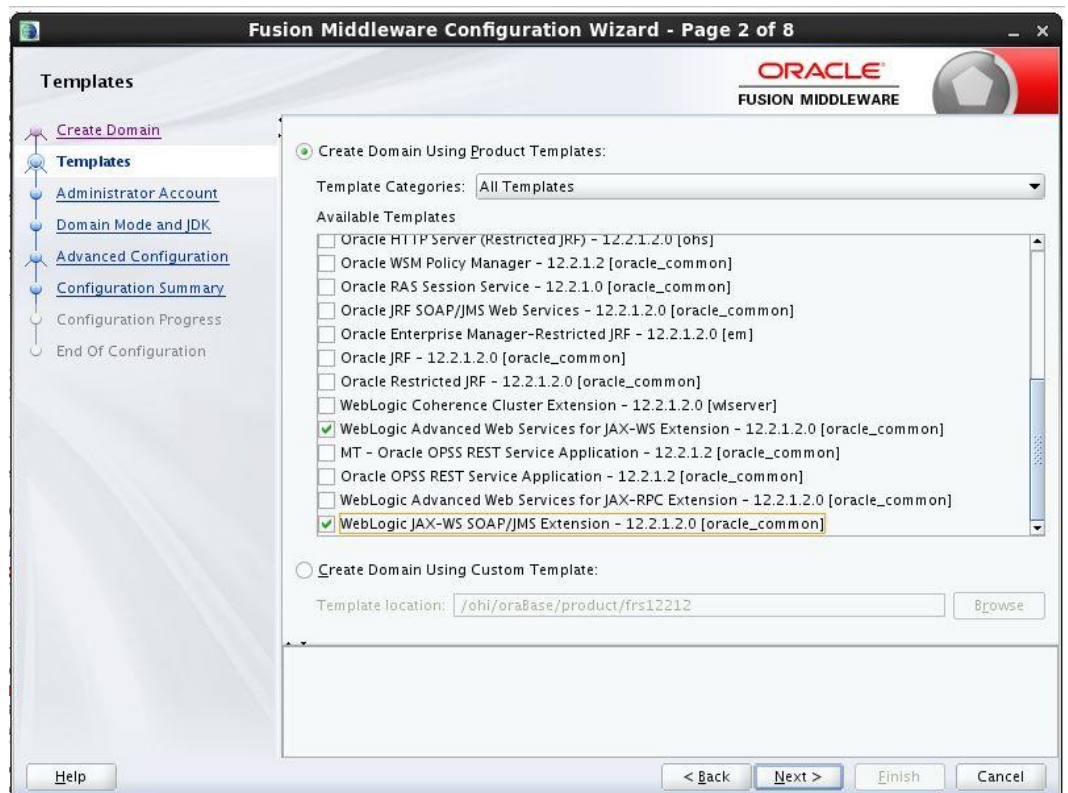 Fusion Middleware Configuration Wizard - Page 2 of 8
Templates
ORACLE
FUSION MIDDLEWARE
Create Domain
Templates
Administrator Account
Domain Mode and JDK
Advanced Configuration
Configuration Summary
Configuration Progress
End Of Configuration
Create Domain Using Product Templates:
Template Categories: All Templates
Available Templates
Oracle HTTP Server (Restricted JRF) - 12.2.1.2.0 [ohs]
Oracle WSM Policy Manager - 12.2.1.2 [oracle_common]
Oracle RAS Session Service - 12.2.1.0 [oracle_common]
Oracle JRF SOAP/JMS Web Services - 12.2.1.2.0 [oracle_common]
Oracle Enterprise Manager-Restricted JRF - 12.2.1.2.0 [em]
Oracle JRF - 12.2.1.2.0 [oracle_common]
Oracle Restricted JRF - 12.2.1.2.0 [oracle_common]
WebLogic Coherence Cluster Extension - 12.2.1.2.0 [wlserver]
WebLogic Advanced Web Services for JAX-WS Extension - 12.2.1.2.0 [oracle_common]
MT - Oracle OPSS REST Service Application - 12.2.1.2 [oracle_common]
Oracle OPSS REST Service Application - 12.2.1.2 [oracle_common]
WebLogic Advanced Web Services for JAX-RPC Extension - 12.2.1.2.0 [oracle_common]
WebLogic JAX-WS SOAP/JMS Extension - 12.2.1.2.0 [oracle_common]
Create Domain Using Custom Template:
Template location: /ohi/oraBase/product/frs12212 Browse
Help < Back Next > Finish Cancel